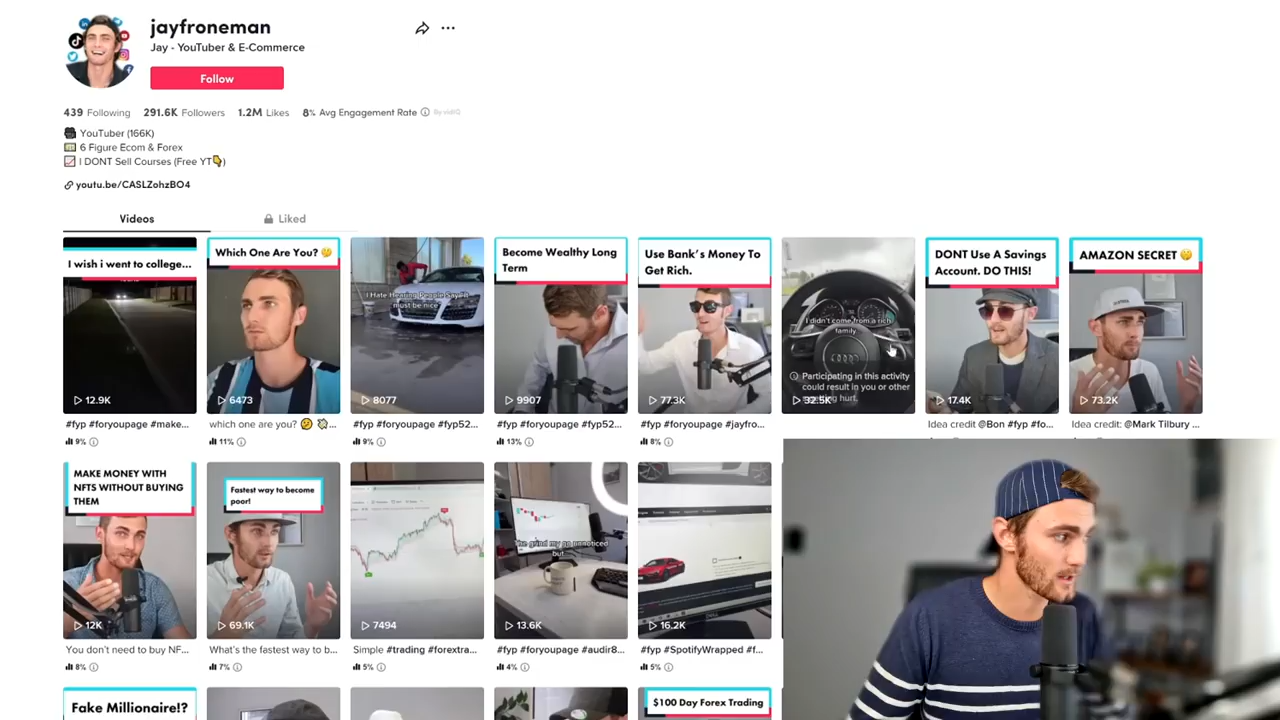 jayfroneman
Jay - YouTuber & E-Commerce
Follow
439 Following 291.6K Followers 1.2M Likes 8% Avg Engagement Rate By vidIQ
YouTuber (166K)
6 Figure Ecom & Forex
I DONT Sell Courses (Free YT)
youtu.be/CASLZohzBO4
Videos Liked
I wish i went to college...
12.9K
#fyp #foryoupage #make...
9%
Which One Are You?
6473
which one are you?
11%
I Hate Hearing People Say "it
must be nice"
8077
#fyp #foryoupage #fyp52...
9%
Become Wealthy Long
Term
9907
#fyp #foryoupage #fyp52...
13%
Use Bank's Money To
Get Rich.
77.3K
#fyp #foryoupage #jayfro...
8%
I didn't come from a rich
family
Participating in this activity
could result in you or other
hurt.
32.5K
DONT Use A Savings
Account. DO THIS!
17.4K
Idea credit @Bon #fyp #fo...
AMAZON SECRET
73.2K
Idea credit: @Mark Tilbury ...
MAKE MONEY WITH
NFTS WITHOUT BUYING
THEM
12K
You don't need to buy NF...
8%
Fastest way to become
poor!
69.1K
What's the fastest way to b...
7%
7494
Simple #trading #forextra...
5%
The grind may go unnoticed
but
13.6K
#fyp #foryoupage #audir8...
4%
16.2K
#fyp #SpotifyWrapped #f...
5%
Fake Millionaire!?
$100 Day Forex Trading